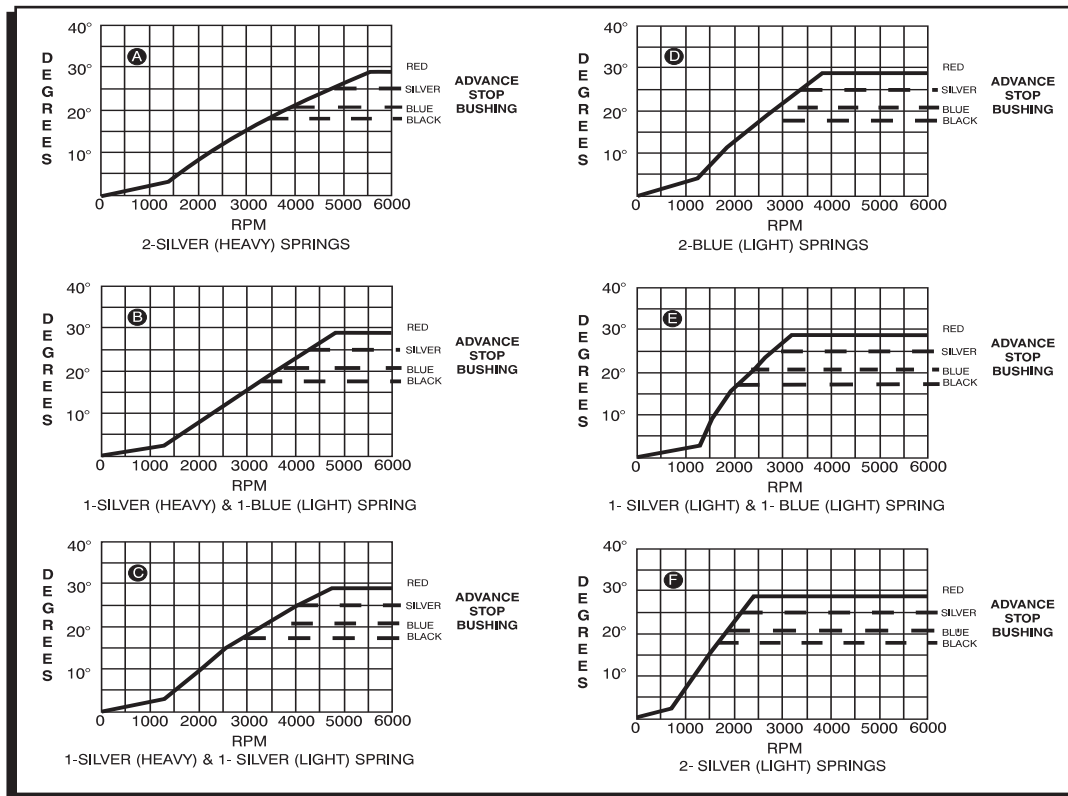 A
DEGREES
40°
30°
20°
10°
0 1000 2000 3000 4000 5000 6000
RPM
RED
SILVER
BLUE
BLACK
ADVANCE
STOP
BUSHING
2-SILVER (HEAVY) SPRINGS
D
DEGREES
40°
30°
20°
10°
0 1000 2000 3000 4000 5000 6000
RPM
RED
SILVER
BLUE
BLACK
ADVANCE
STOP
BUSHING
2-BLUE (LIGHT) SPRINGS
B
DEGREES
40°
30°
20°
10°
0 1000 2000 3000 4000 5000 6000
RPM
RED
SILVER
BLUE
BLACK
ADVANCE
STOP
BUSHING
1-SILVER (HEAVY) & 1-BLUE (LIGHT) SPRING
E
DEGREES
40°
30°
20°
10°
0 1000 2000 3000 4000 5000 6000
RPM
RED
SILVER
BLUE
BLACK
ADVANCE
STOP
BUSHING
1- SILVER (LIGHT) & 1- BLUE (LIGHT) SPRING
C
DEGREES
40°
30°
20°
10°
0 1000 2000 3000 4000 5000 6000
RPM
RED
SILVER
BLUE
BLACK
ADVANCE
STOP
BUSHING
1-SILVER (HEAVY) & 1- SILVER (LIGHT) SPRING
F
DEGREES
40°
30°
20°
10°
0 1000 2000 3000 4000 5000 6000
RPM
RED
SILVER
BLUE
BLACK
ADVANCE
STOP
BUSHING
2- SILVER (LIGHT) SPRINGS